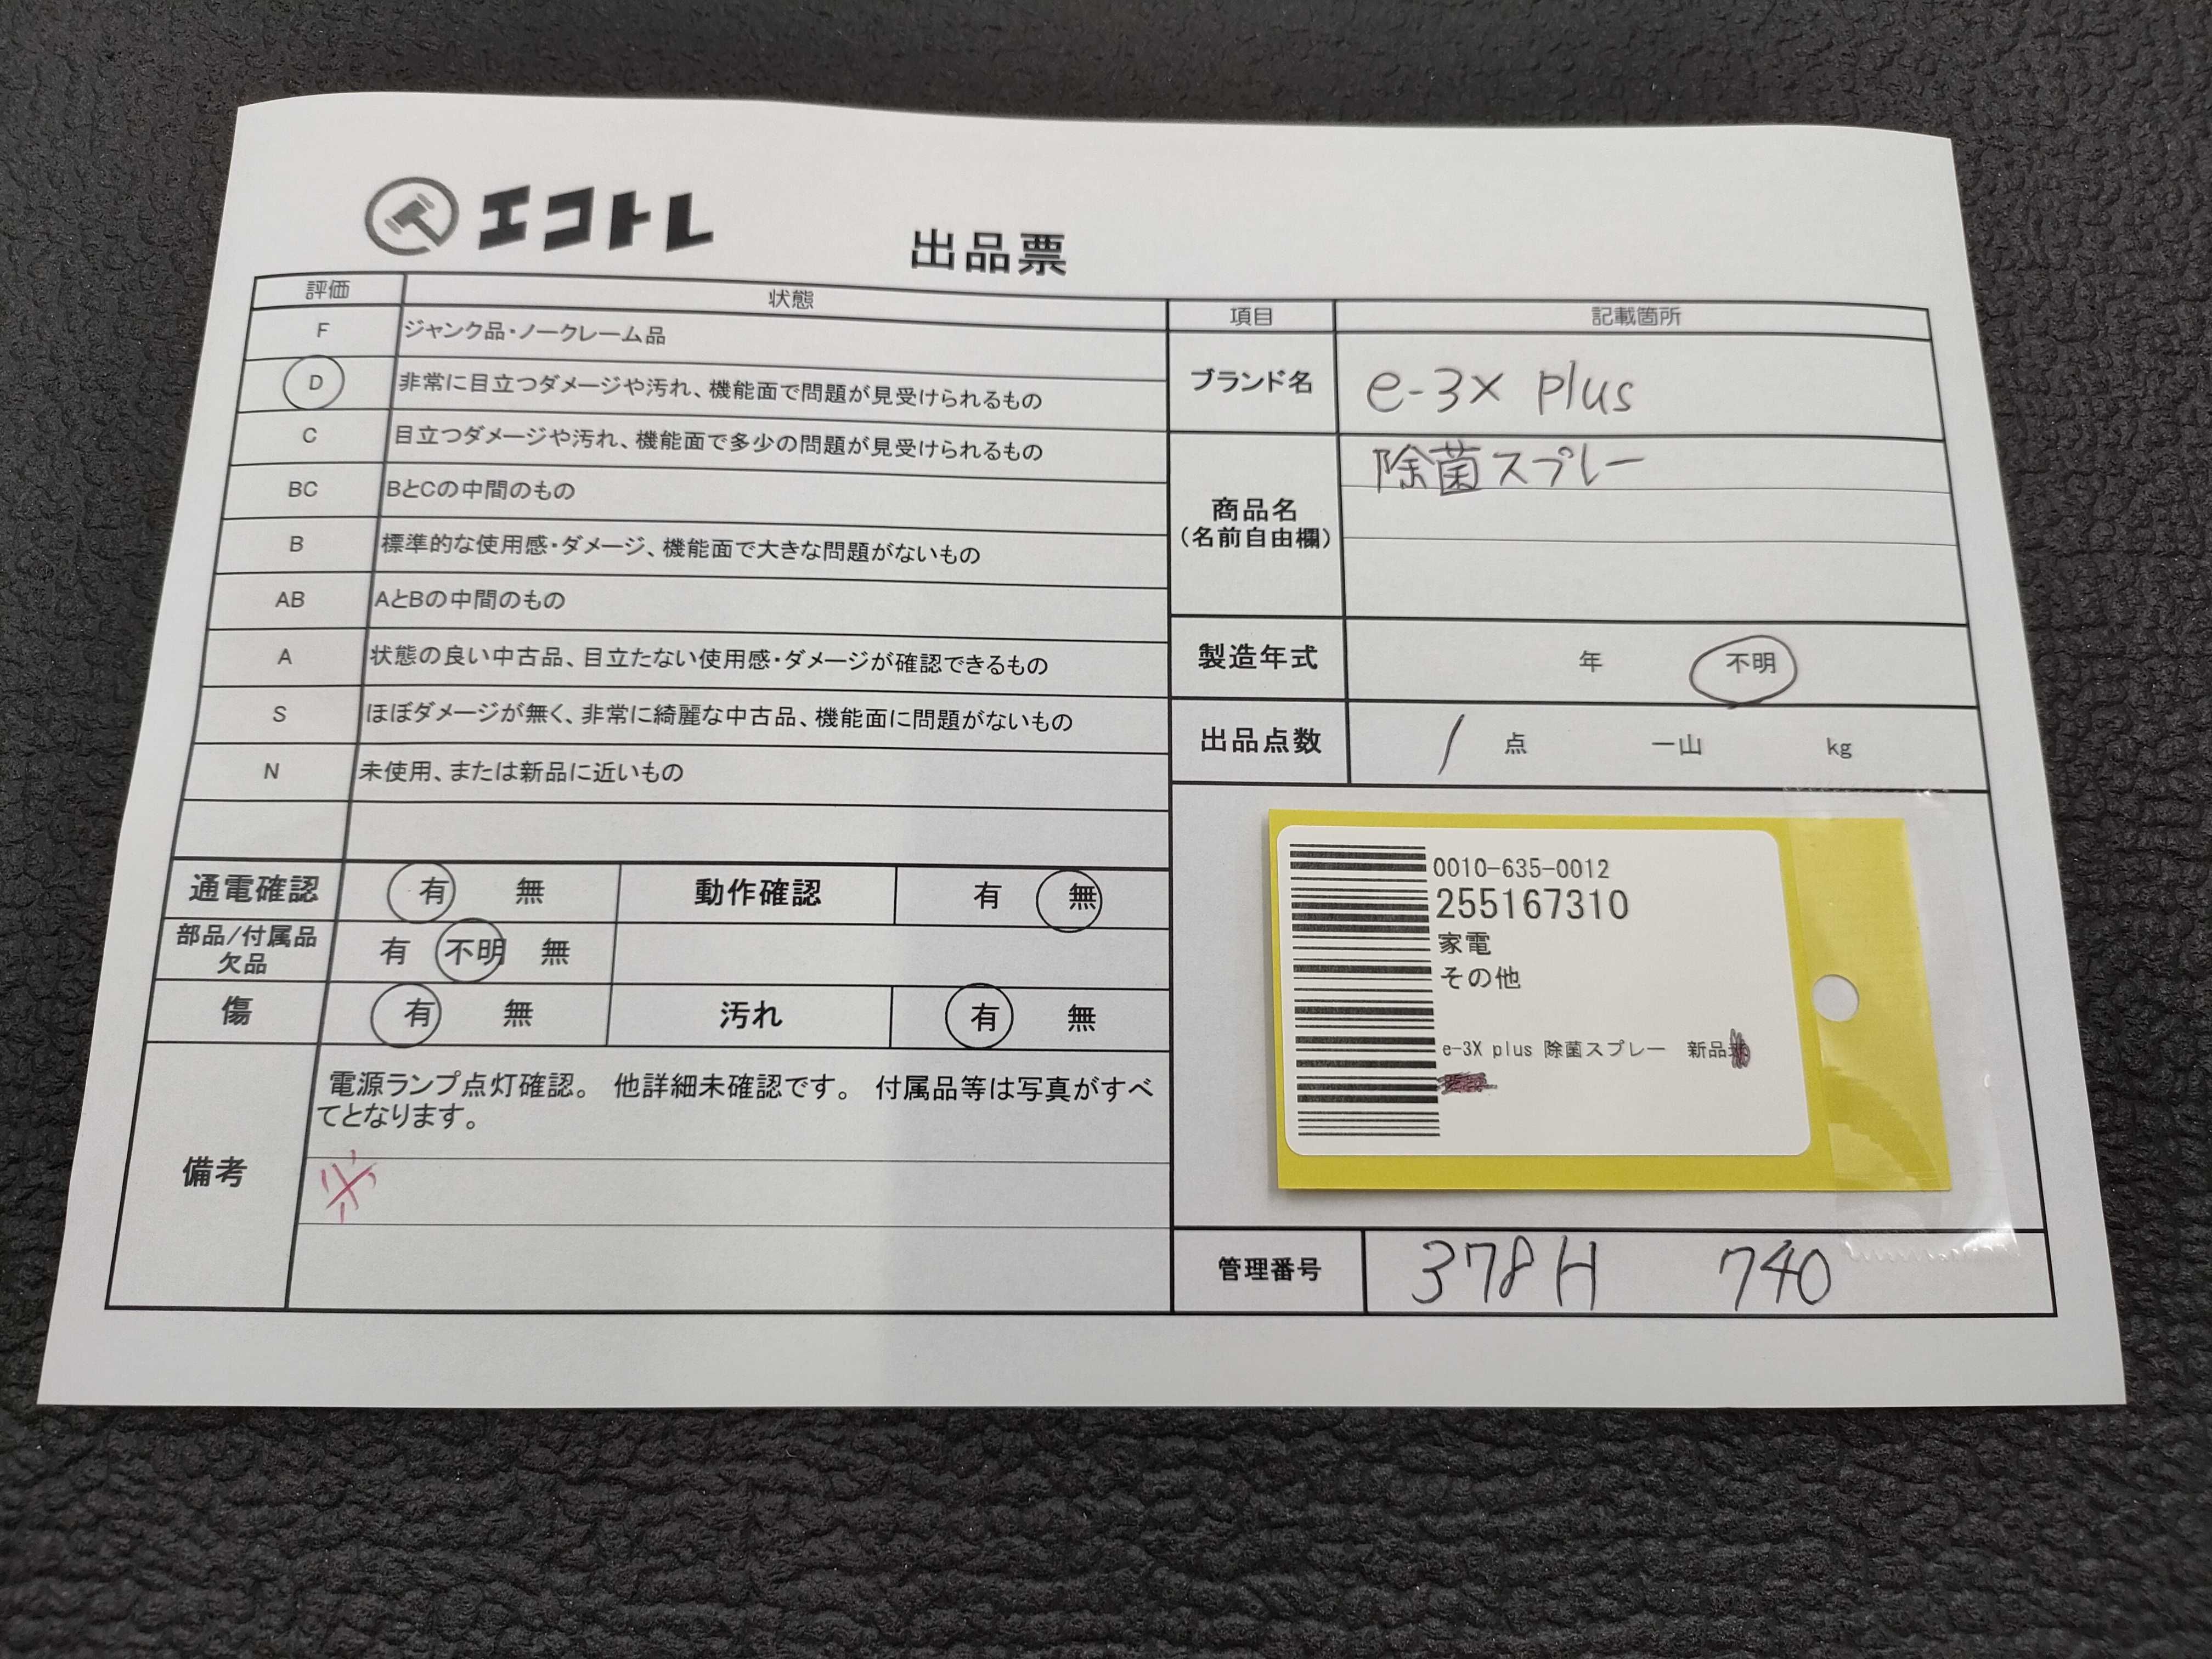 エコトレ
出品票
評価 状態
F ジャンク品・ノークレーム品
D 非常に目立つダメージや汚れ、機能面で問題が見受けられるもの
C 目立つダメージや汚れ、機能面で多少の問題が見受けられるもの
BC BとCの中間のもの
B 標準的な使用感・ダメージ、機能面で大きな問題がないもの
AB AとBの中間のもの
A 状態の良い中古品、目立たない使用感・ダメージが確認できるもの
S ほぼダメージが無く、非常に綺麗な中古品、機能面に問題がないもの
N 未使用、または新品に近いもの
通電確認 有 無 動作確認 有 無
部品/付属品
欠品 有 不明 無
傷 有 無 汚れ 有 無
備考
電源ランプ点灯確認。 他詳細未確認です。 付属品等は写真がすべ
てとなります。
※
項目 記載箇所
ブランド名 e-3X plus
商品名
(名前自由欄)
除菌スプレー
製造年式 年 不明
出品点数 1 点 一山 kg
0010-635-0012
255167310
家電
その他
e-3X plus 除菌スプレー 新品
管理番号 378H 740